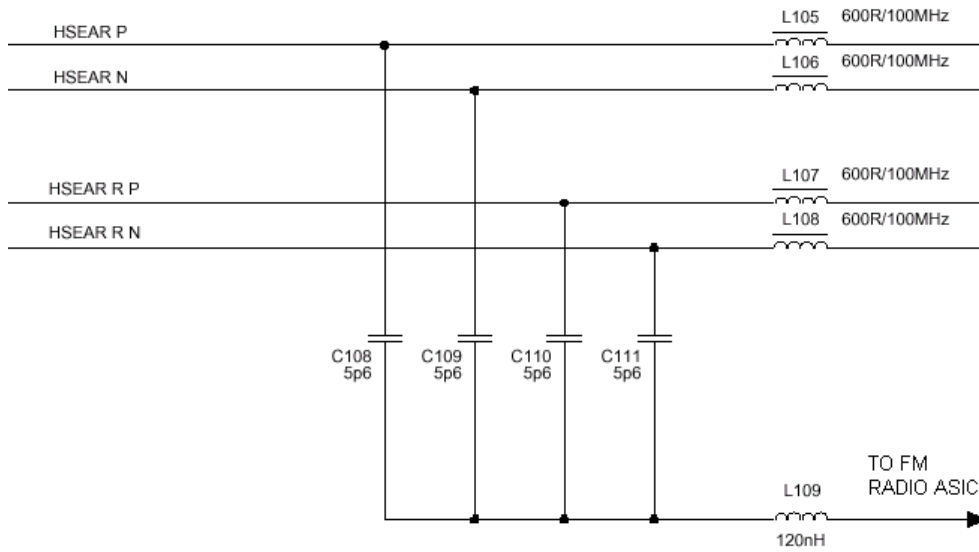 HSEAR P
L105 600R/100MHz
HSEAR N
L106 600R/100MHz
HSEAR R P
L107 600R/100MHz
HSEAR R N
L108 600R/100MHz
C108
5p6
C109
5p6
C110
5p6
C111
5p6
TO FM
RADIO ASIC
L109
120nH